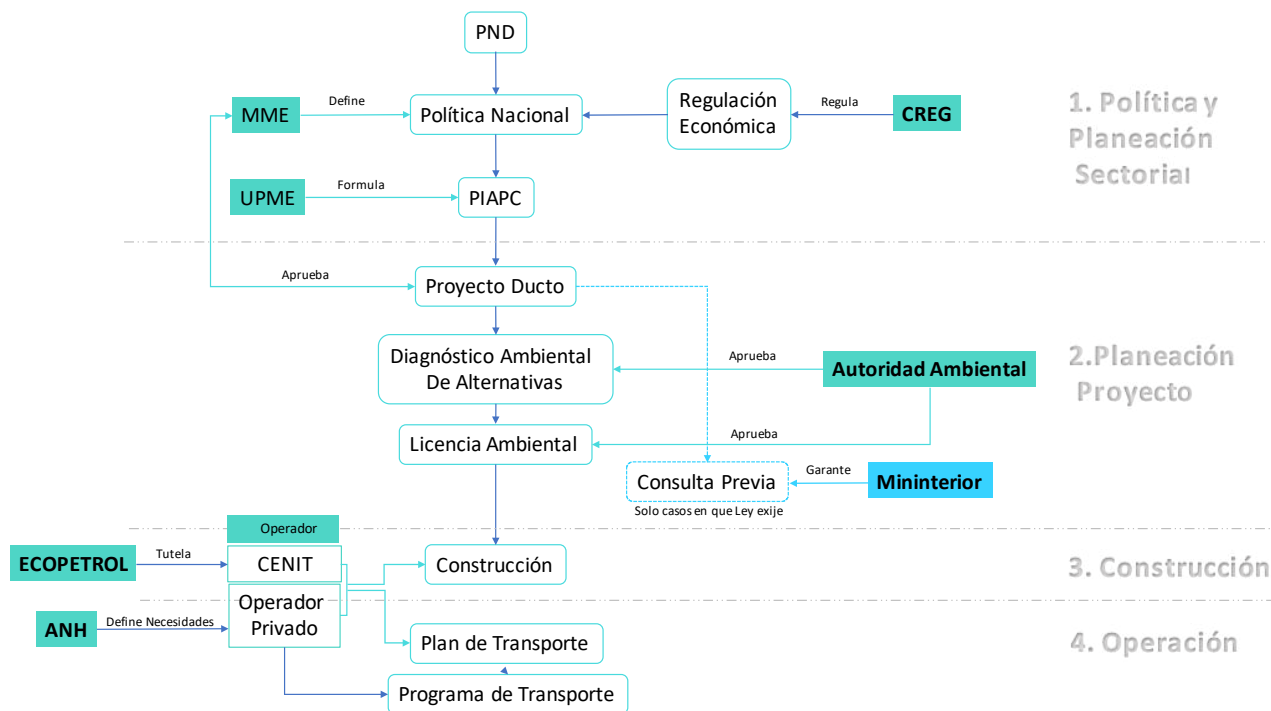 PND
MME
Define
Política Nacional
Regulación
Económica
Regula
CREG
1. Política y
Planeación
Sectorial
UPME
Formula
PIAPC
Aprueba
Proyecto Ducto
Diagnóstico Ambiental
De Alternativas
Aprueba
Autoridad Ambiental
2.Planeación
Proyecto
Licencia Ambiental
Aprueba
Consulta Previa
Garante
Mininterior
Solo casos en que Ley exije
Operador
ECOPETROL
Tutela
CENIT
Construcción
3. Construcción
Operador
Privado
ANH
Define Necesidades
Plan de Transporte
4. Operación
Programa de Transporte